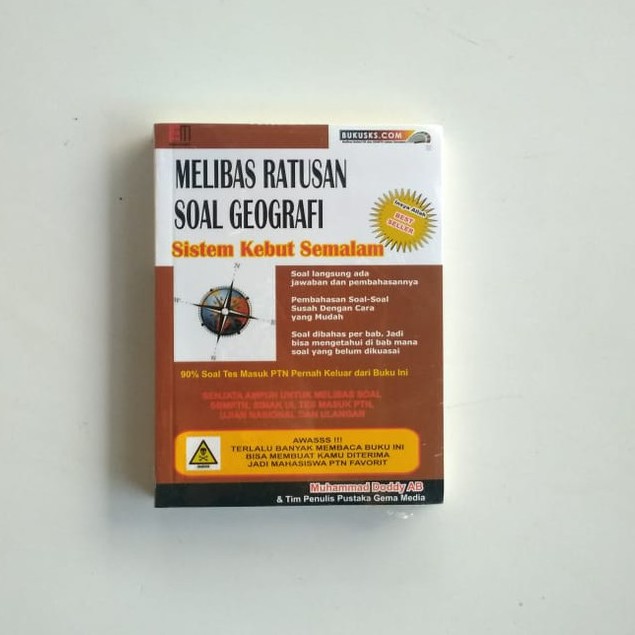 BUKUSKS.COM
MELIBAS RATUSAN
SOAL GEOGRAFI
Insya Allah
BEST
SELLER
Sistem Kebut Semalam
N
Soal langsung ada
jawaban dan pembahasannya
Pembahasan Soal-Soal
Susah Dengan Cara
yang Mudah
Soal dibahas per bab. Jadi
bisa mengetahui di bab mana
soal yang belum dikuasai
90% Soal Tes Masuk PTN Pernah Keluar dari Buku Ini
SENJATA AMPUH UNTUK MELIBAS SOAL
SBMPTN, SIMAK UI, TES MASUK PTN,
UJIAN NASIONAL DAN ULANGAN
AWASSS !!!
TERLALU BANYAK MEMBACA BUKU INI
BISA MEMBUAT KAMU DITERIMA
JADI MAHASISWA PTN FAVORIT
Muhammad Doddy AB
& Tim Penulis Pustaka Gema Media